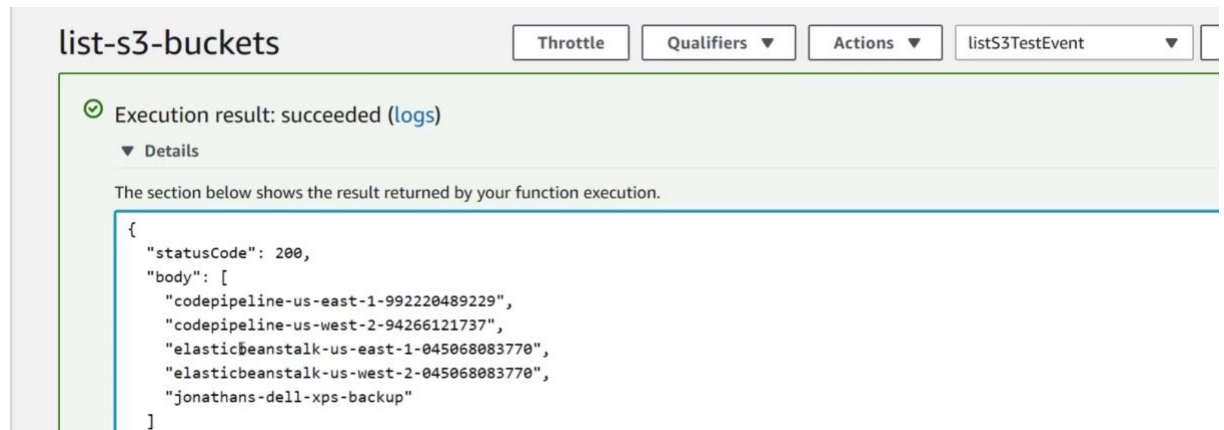 list-s3-buckets Throttle Qualifiers ▼ Actions ▼ listS3TestEvent ▼
Execution result: succeeded (logs)
▼ Details
The section below shows the result returned by your function execution.
{
"statusCode": 200,
"body": [
"codepipeline-us-east-1-992220489229",
"codepipeline-us-west-2-94266121737",
"elasticbeanstalk-us-east-1-045068083770",
"elasticbeanstalk-us-west-2-045068083770",
"jonathans-dell-xps-backup"
]